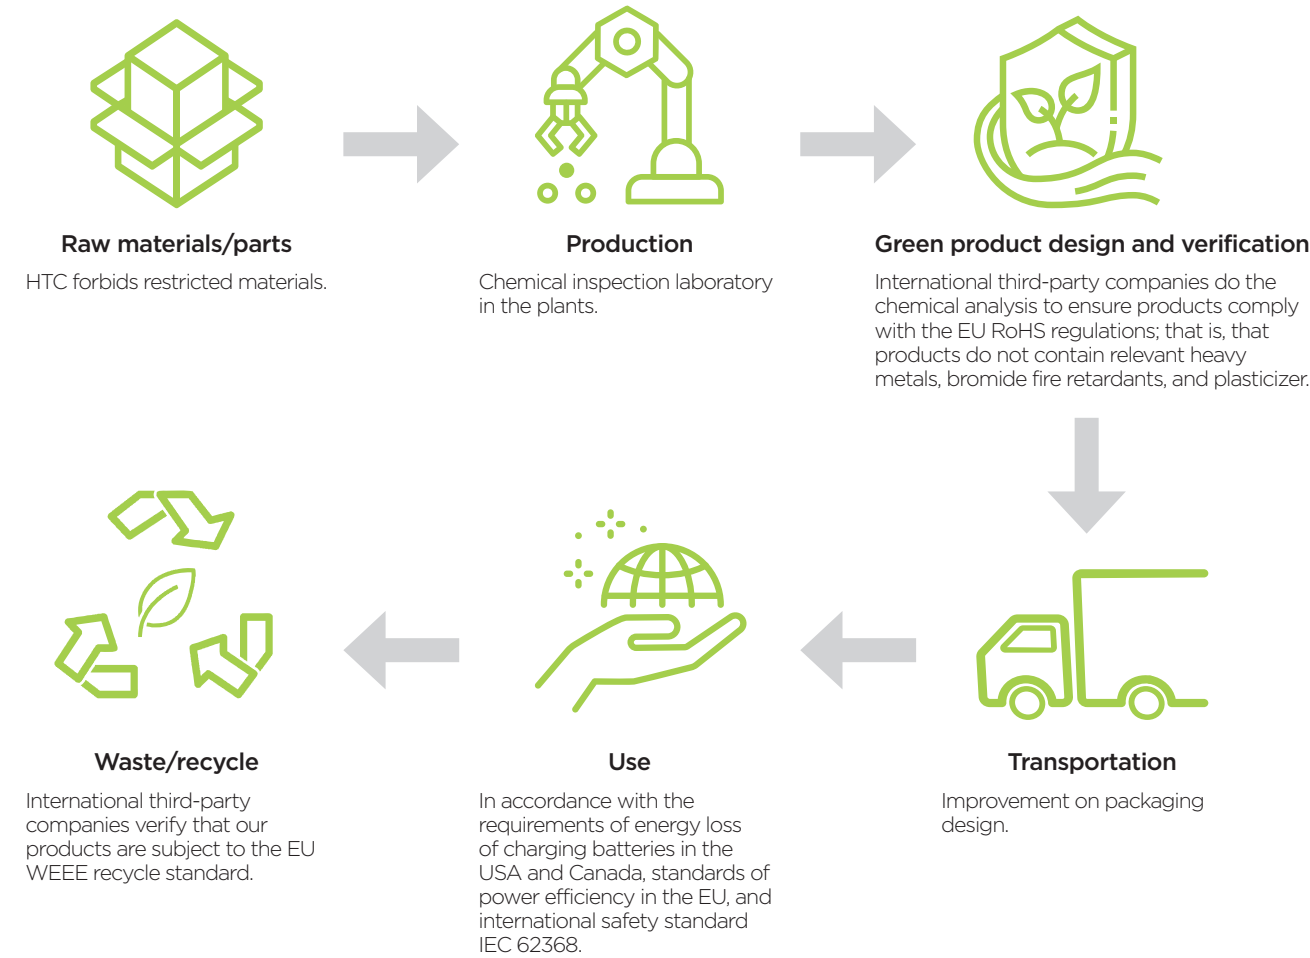 Raw materials/parts
HTC forbids restricted materials.
Production
Chemical inspection laboratory
in the plants.
Green product design and verification
International third-party companies do the
chemical analysis to ensure products comply
with the EU RoHS regulations; that is, that
products do not contain relevant heavy
metals, bromide fire retardants, and plasticizer.
Transportation
Improvement on packaging
design.
Use
In accordance with the
requirements of energy loss
of charging batteries in the
USA and Canada, standards of
power efficiency in the EU, and
international safety standard
IEC 62368.
Waste/recycle
International third-party
companies verify that our
products are subject to the EU
WEEE recycle standard.